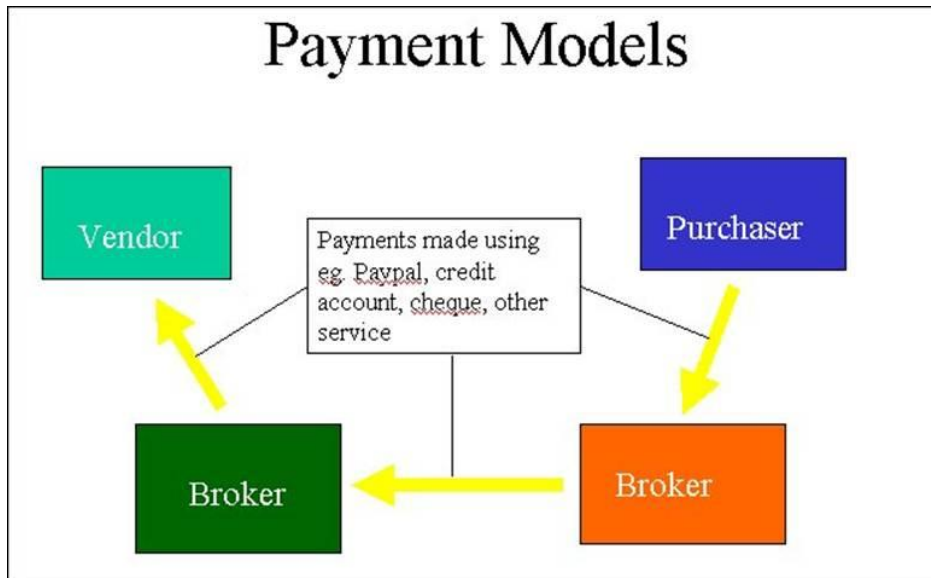 Payment Models
Vendor
Purchaser
Payments made using
eg. Paypal, credit
account, cheque, other
service
Broker
Broker